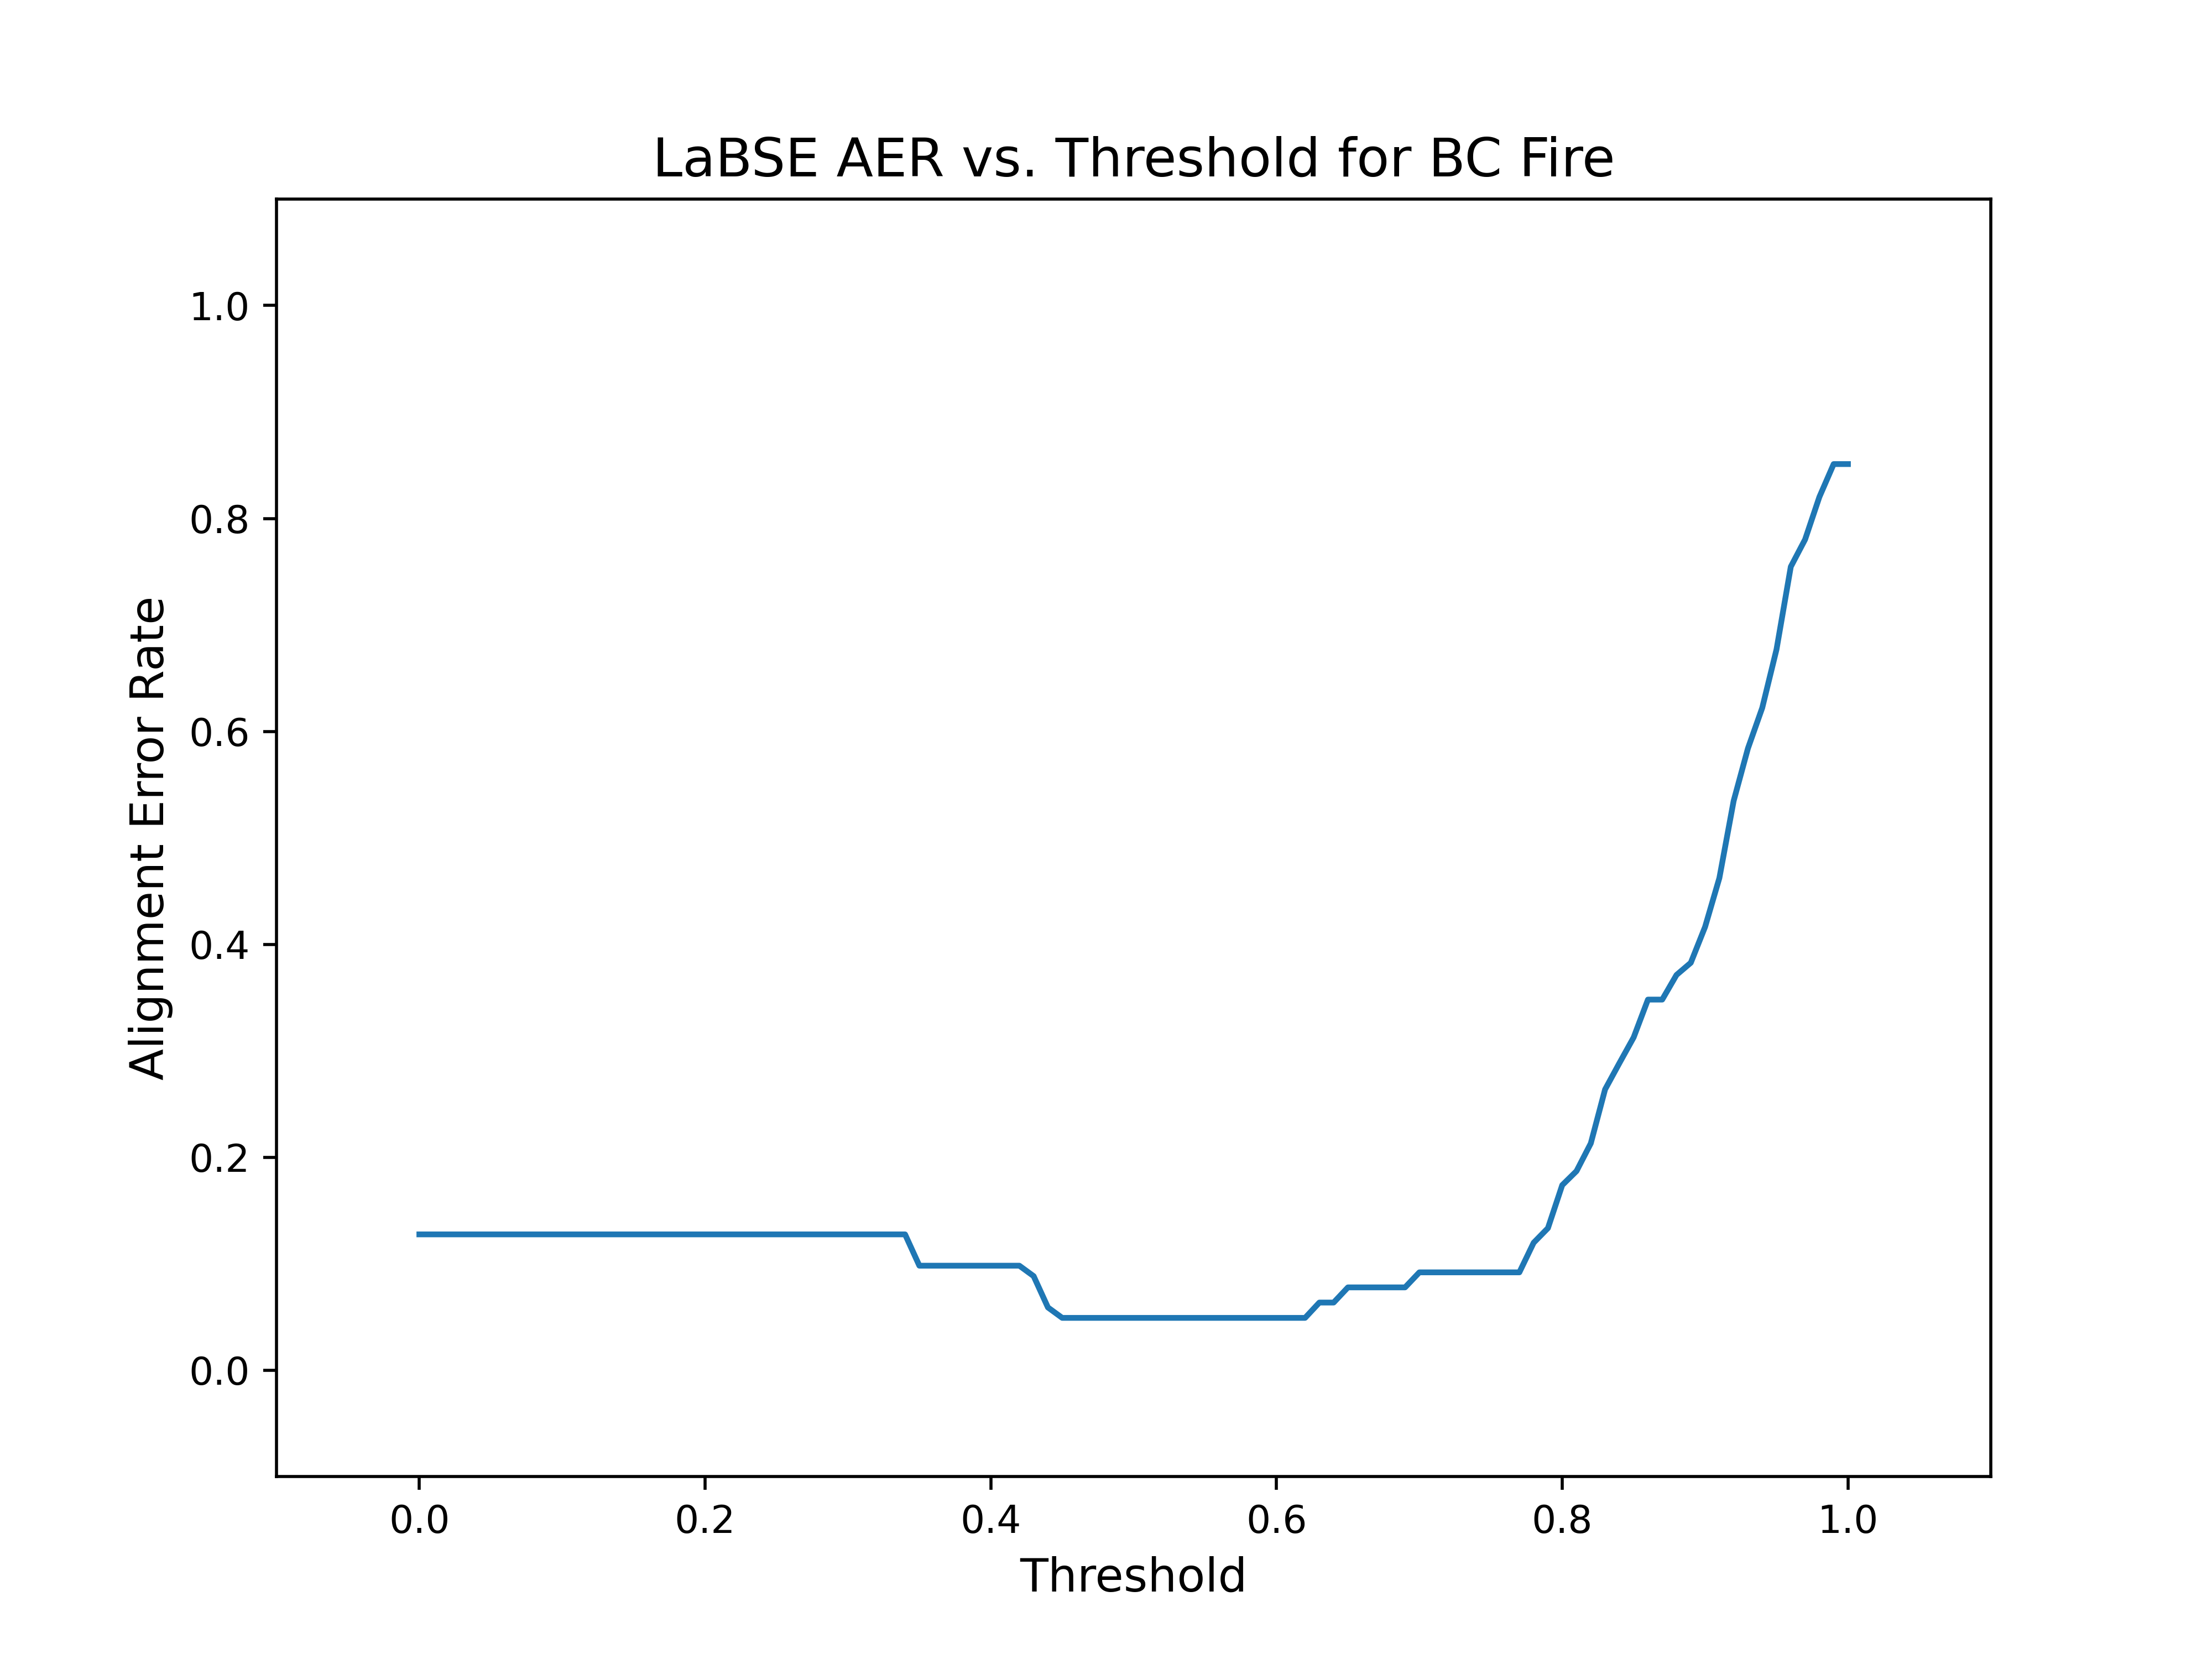 LaBSE AER vs. Threshold for BC Fire
Alignment Error Rate
1.0
0.8
0.6
0.4
0.2
0.0
0.0 0.2 0.4 0.6 0.8 1.0
Threshold